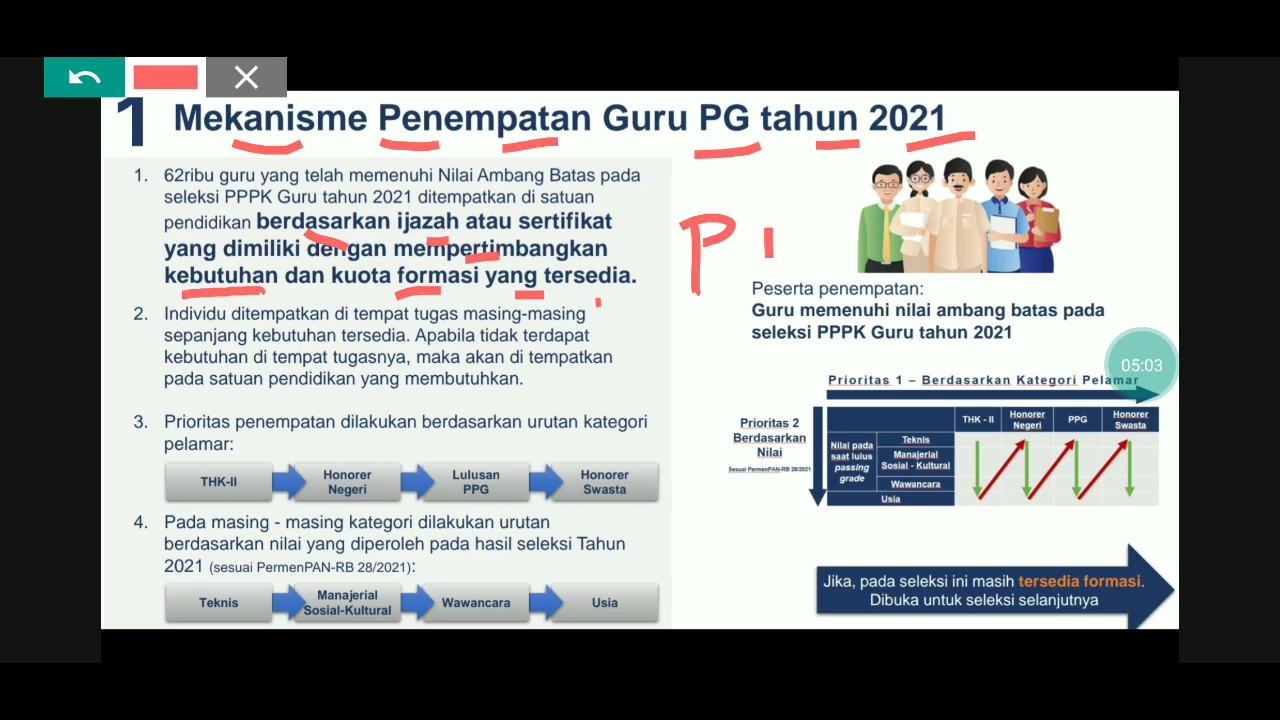 1 Mekanisme Penempatan Guru PG tahun 2021
1. 62ribu guru yang telah memenuhi Nilai Ambang Batas pada
seleksi PPPK Guru tahun 2021 ditempatkan di satuan
pendidikan berdasarkan ijazah atau sertifikat
yang dimiliki dengan mempertimbangkan
kebutuhan dan kuota formasi yang tersedia.
2. Individu ditempatkan di tempat tugas masing-masing
sepanjang kebutuhan tersedia. Apabila tidak terdapat
kebutuhan di tempat tugasnya, maka akan di tempatkan
pada satuan pendidikan yang membutuhkan.
3. Prioritas penempatan dilakukan berdasarkan urutan kategori
pelamar:
THK-II
Honorer
Negeri
Lulusan
PPG
Honorer
Swasta
4. Pada masing - masing kategori dilakukan urutan
berdasarkan nilai yang diperoleh pada hasil seleksi Tahun
2021 (sesuai PermenPAN-RB 28/2021):
Teknis
Manajerial
Sosial-Kultural
Wawancara
Usia
P
Peserta penempatan:
Guru memenuhi nilai ambang batas pada
seleksi PPPK Guru tahun 2021
05:03
Prioritas 1 – Berdasarkan Kategori Pelamar
Prioritas 2
Berdasarkan
Nilai
Sesuai PermenPAN-RB 28/2021
THK - II
Honorer
Negeri
PPG
Honorer
Swasta
Nilai pada
saat lulus
passing
grade
Teknis
Manajerial
Sosial - Kultural
Wawancara
Usia
Jika, pada seleksi ini masih tersedia formasi.
Dibuka untuk seleksi selanjutnya